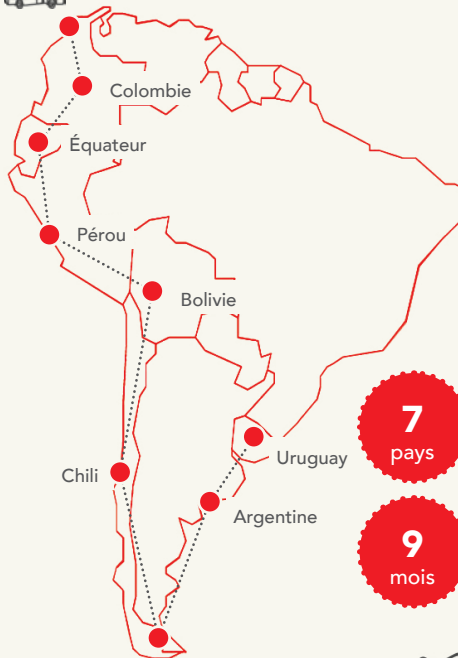 Colombie
Équateur
Pérou
Bolivie
7
pays
Uruguay
Chili
Argentine
9
mois